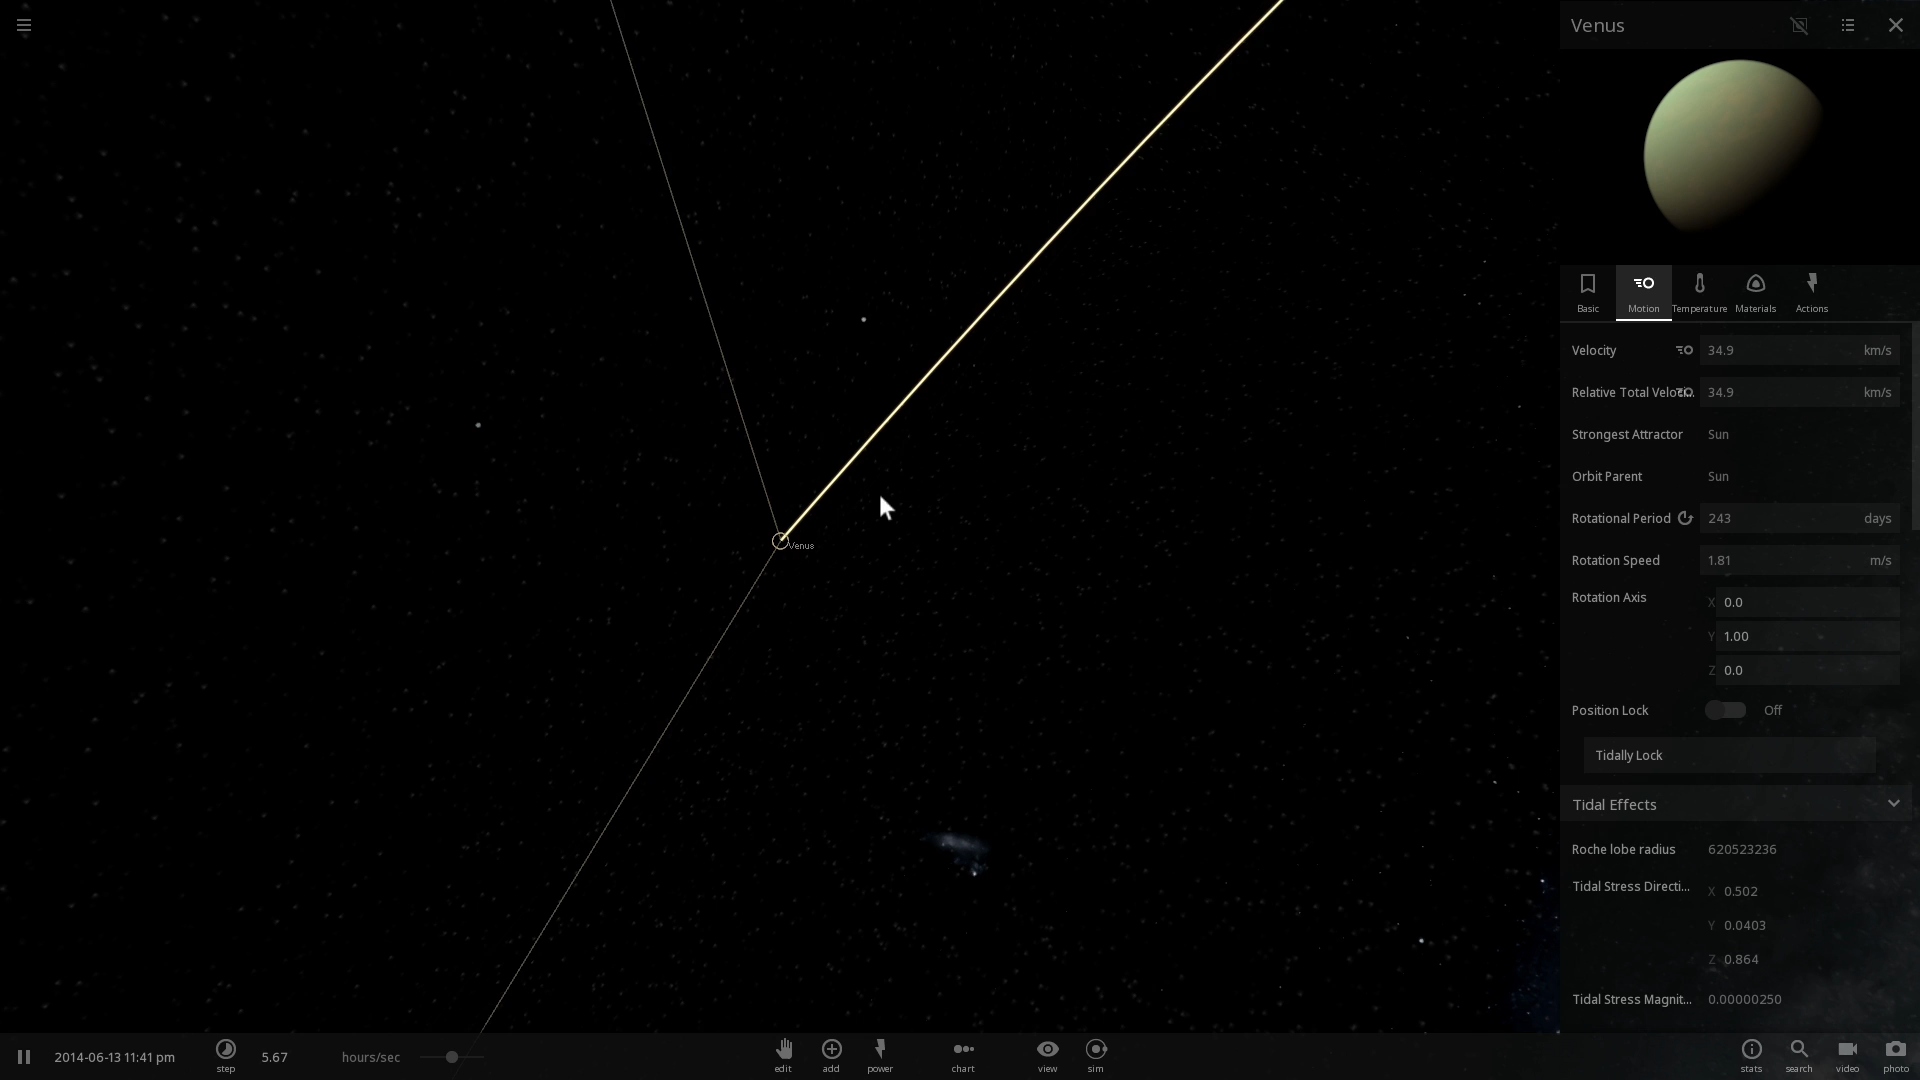 Venus
Basic
Motion
Temperature
Materials
Actions
Velocity 34.9 km/s
Relative Total Veloci... 34.9 km/s
Strongest Attractor Sun
Orbit Parent Sun
Rotational Period 243 days
Rotation Speed 1.81 m/s
Rotation Axis X 0.0
Y 1.00
Z 0.0
Position Lock Off
Tidally Lock
Tidal Effects
Roche lobe radius 620523236
Tidal Stress Directi... X 0.502
Y 0.0403
Z 0.864
Tidal Stress Magnit... 0.00000250
Venus
2014-06-13 11:41 pm
step
5.67 hours/sec
edit
add
power
chart
view
sim
stats
search
video
photo